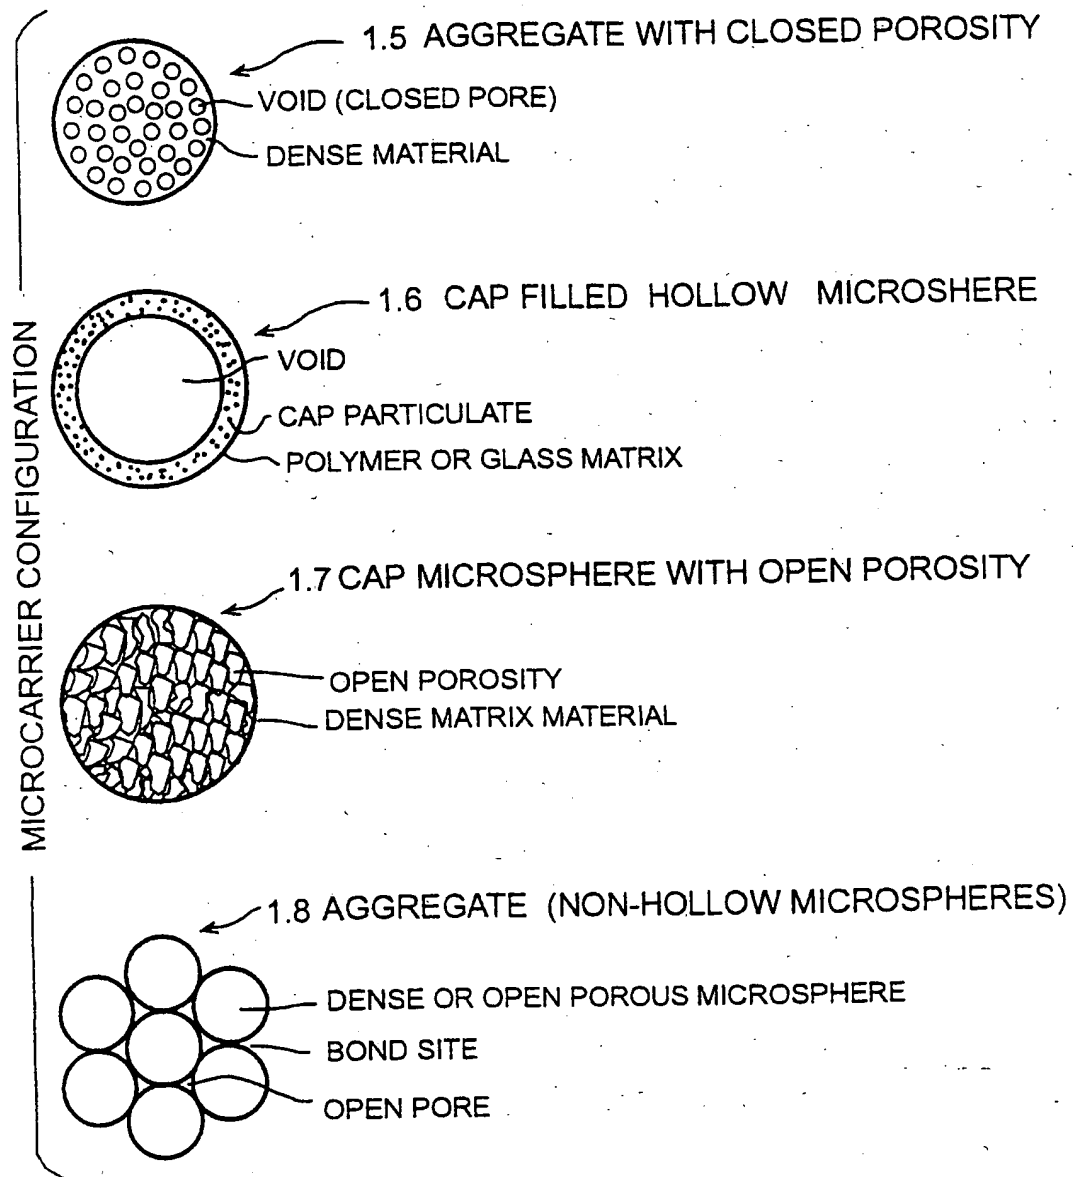 1.5 AGGREGATE WITH CLOSED POROSITY
VOID (CLOSED PORE)
DENSE MATERIAL
MICROCARRIER CONFIGURATION
1.6 CAP FILLED HOLLOW MICROSHERE
VOID
CAP PARTICULATE
POLYMER OR GLASS MATRIX
1.7 CAP MICROSPHERE WITH OPEN POROSITY
OPEN POROSITY
DENSE MATRIX MATERIAL
1.8 AGGREGATE (NON-HOLLOW MICROSPHERES)
DENSE OR OPEN POROUS MICROSPHERE
BOND SITE
OPEN PORE